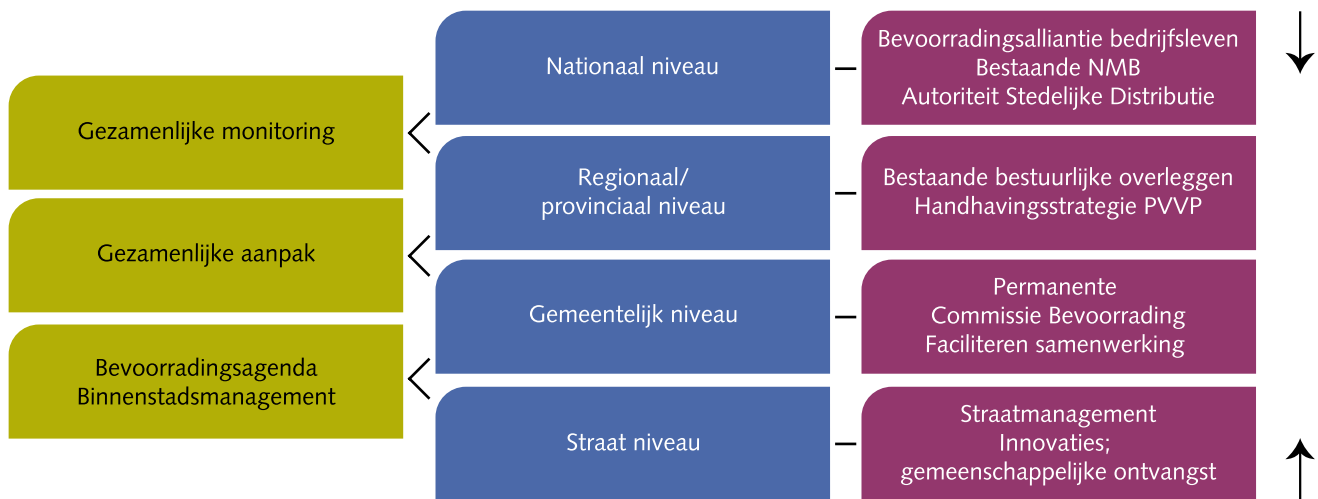 Gezamenlijke monitoring
Gezamenlijke aanpak
Bevoorradingsagenda
Binnenstadsmanagement
Nationaal niveau
Regionaal/
provinciaal niveau
Gemeentelijk niveau
Straat niveau
Bevoorradingsalliantie bedrijfsleven
Bestaande NMB
Autoriteit Stedelijke Distributie
Bestaande bestuurlijke overleggen
Handhavingsstrategie PVVP
Permanente
Commissie Bevoorrading
Faciliteren samenwerking
Straatmanagement
Innovaties;
gemeenschappelijke ontvangst